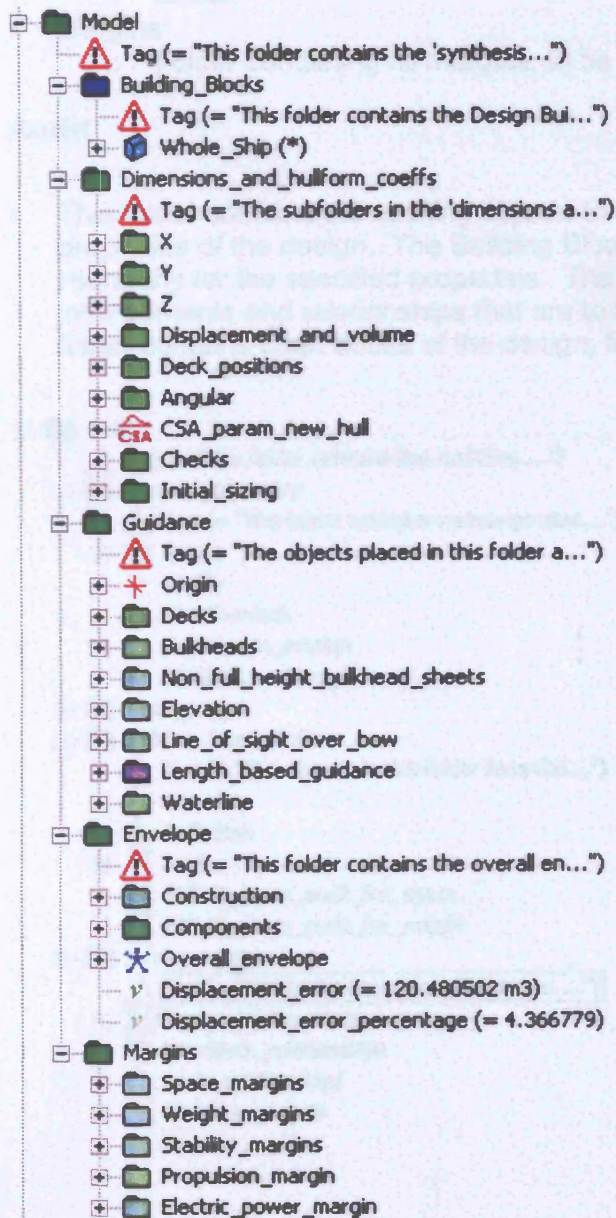 Model
Tag (= "This folder contains the 'synthesis...")
Building_Blocks
Tag (= "This folder contains the Design Bui...")
Whole_Ship (*)
Dimensions_and_hullform_coeffs
Tag (= "The subfolders in the 'dimensions a...")
X
Y
Z
Displacement_and_volume
Deck_positions
Angular
CSA CSA_param_new_hull
Checks
Initial_sizing
Guidance
Tag (= "The objects placed in this folder a...")
Origin
Decks
Bulkheads
Non_full_height_bulkhead_sheets
Elevation
Line_of_sight_over_bow
Length_based_guidance
Waterline
Envelope
Tag (= "This folder contains the overall en...")
Construction
Components
Overall_envelope
v Displacement_error (= 120.480502 m3)
v Displacement_error_percentage (= 4.366779)
Margins
Space_margins
Weight_margins
Stability_margins
Propulsion_margin
Electric_power_margin